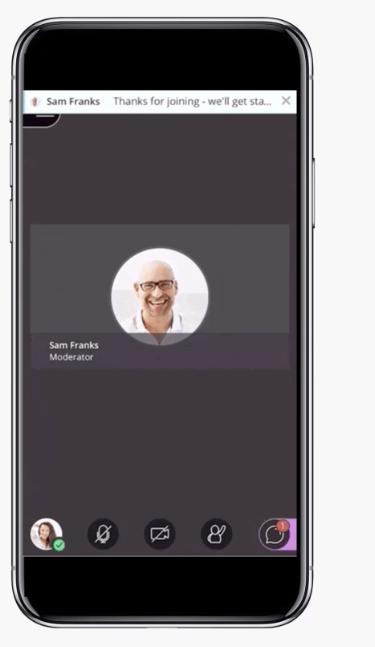 Sam Franks Thanks for joining - we'll get sta...
Sam Franks
Moderator
1